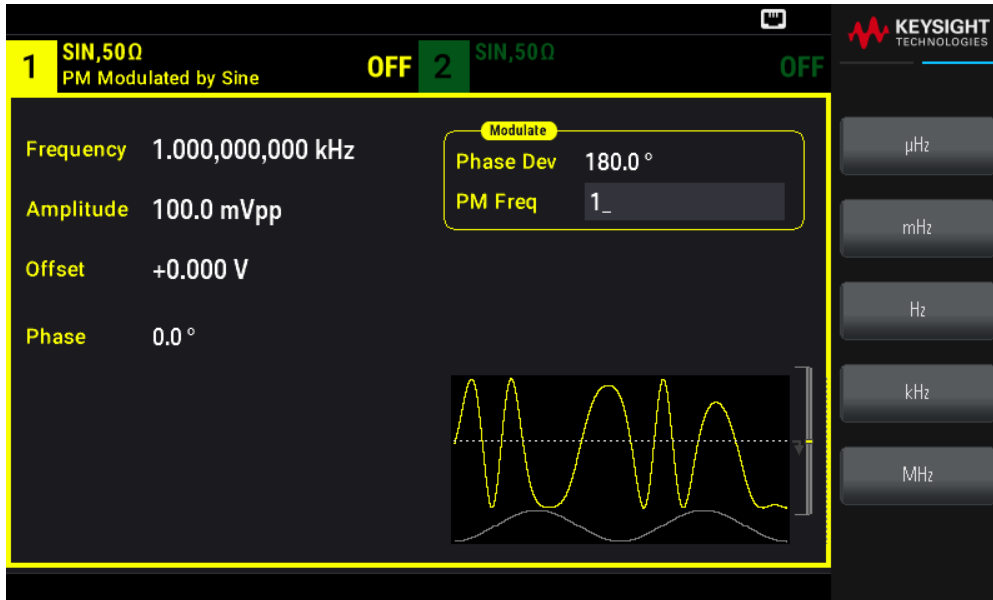 KEYSIGHT
TECHNOLOGIES
1
SIN,50Ω
PM Modulated by Sine
OFF
2
SIN,50Ω
OFF
Frequency 1.000,000,000 kHz
Amplitude 100.0 mVpp
Offset +0.000 V
Phase 0.0 °
Modulate
Phase Dev 180.0 °
PM Freq 1_
µHz
mHz
Hz
kHz
MHz